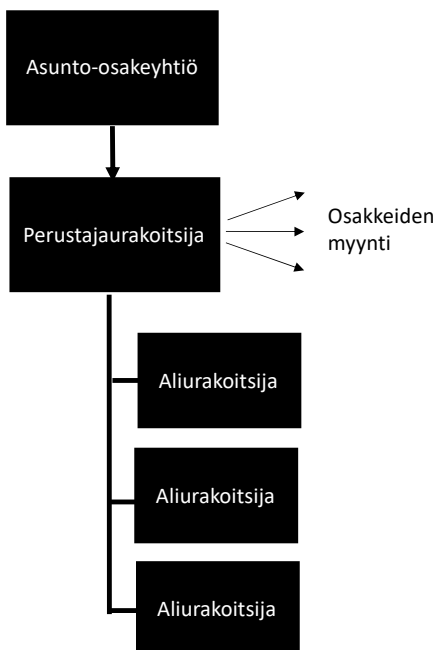 Asunto-osakeyhtiö
Perustajaurakoitsija
Osakkeiden
myynti
Aliurakoitsija
Aliurakoitsija
Aliurakoitsija